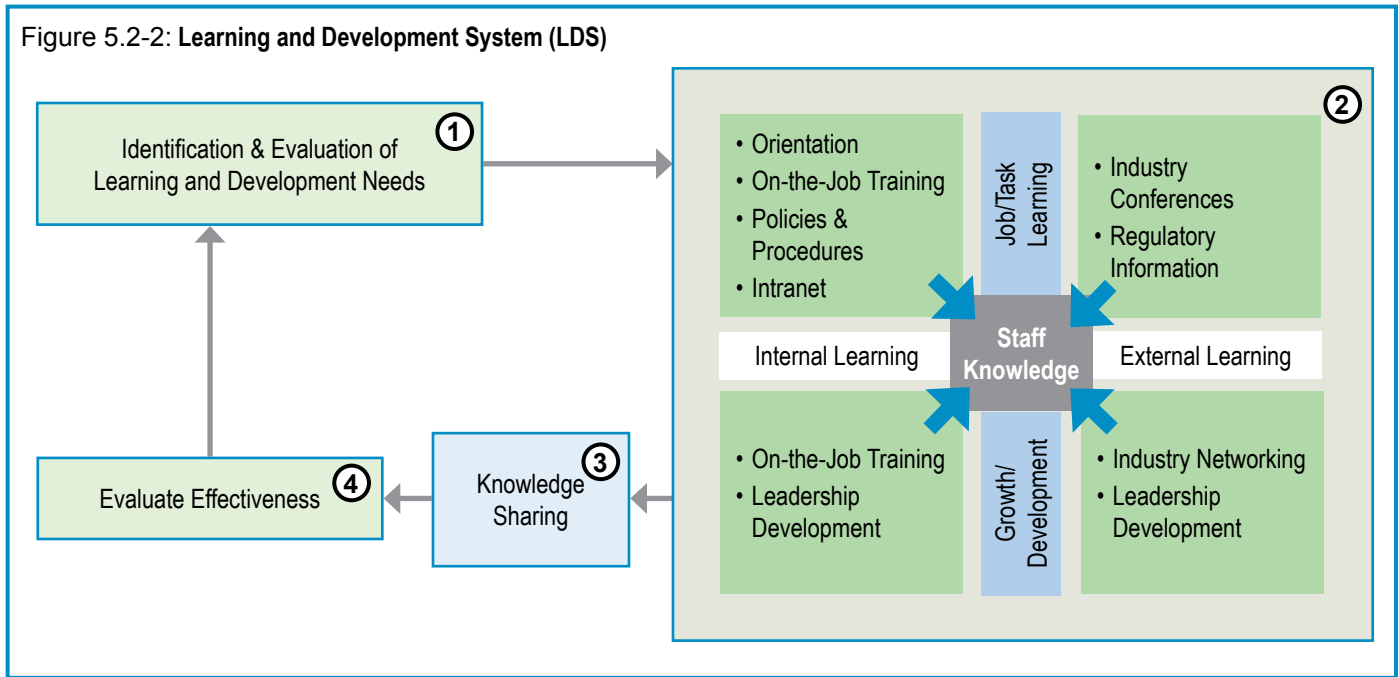 Figure 5.2-2: Learning and Development System (LDS)
1
Identification & Evaluation of
Learning and Development Needs
2
• Orientation
• On-the-Job Training
• Policies &
Procedures
• Intranet
Job/Task
Learning
• Industry
Conferences
• Regulatory
Information
Internal Learning
Staff
Knowledge
External Learning
• On-the-Job Training
• Leadership
Development
Growth/
Development
• Industry Networking
• Leadership
Development
3
Knowledge
Sharing
4
Evaluate Effectiveness